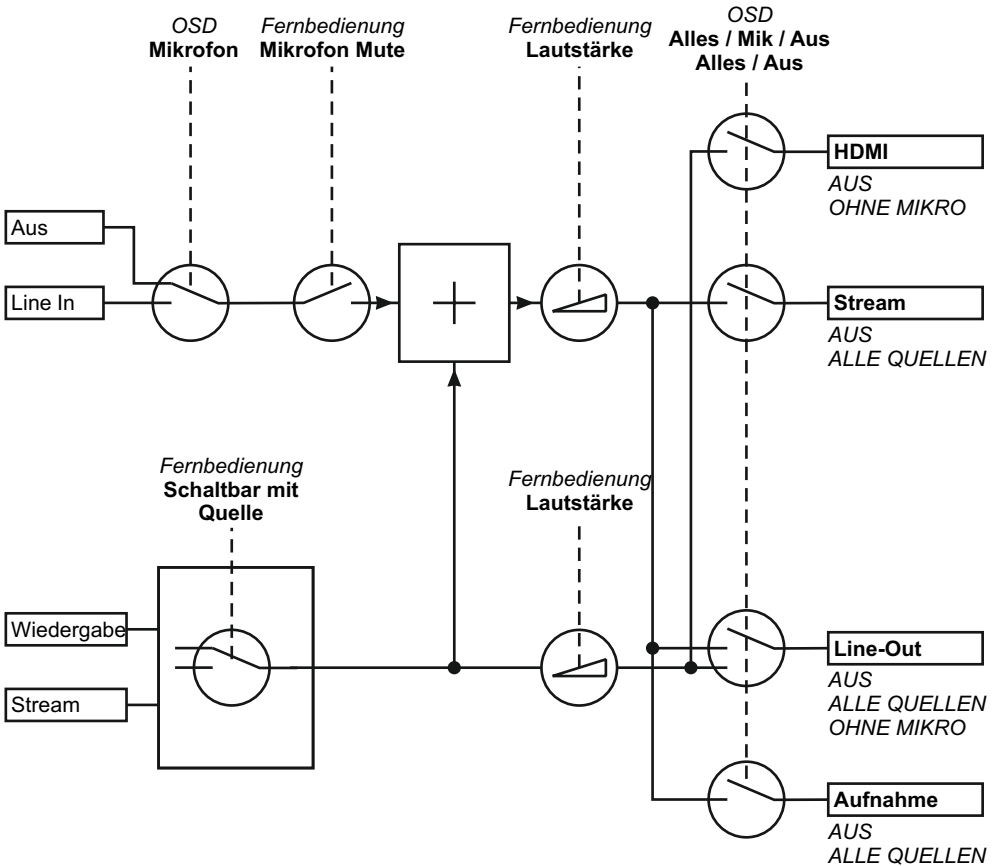 OSD
Mikrofon
Fernbedienung
Mikrofon Mute
Fernbedienung
Lautstärke
OSD
Alles / Mik / Aus
Alles / Aus
HDMI
AUS
OHNE MIKRO
Aus
Line In
Stream
AUS
ALLE QUELLEN
Fernbedienung
Schaltbar mit
Quelle
Fernbedienung
Lautstärke
Wiedergabe
Stream
Line-Out
AUS
ALLE QUELLEN
OHNE MIKRO
Aufnahme
AUS
ALLE QUELLEN